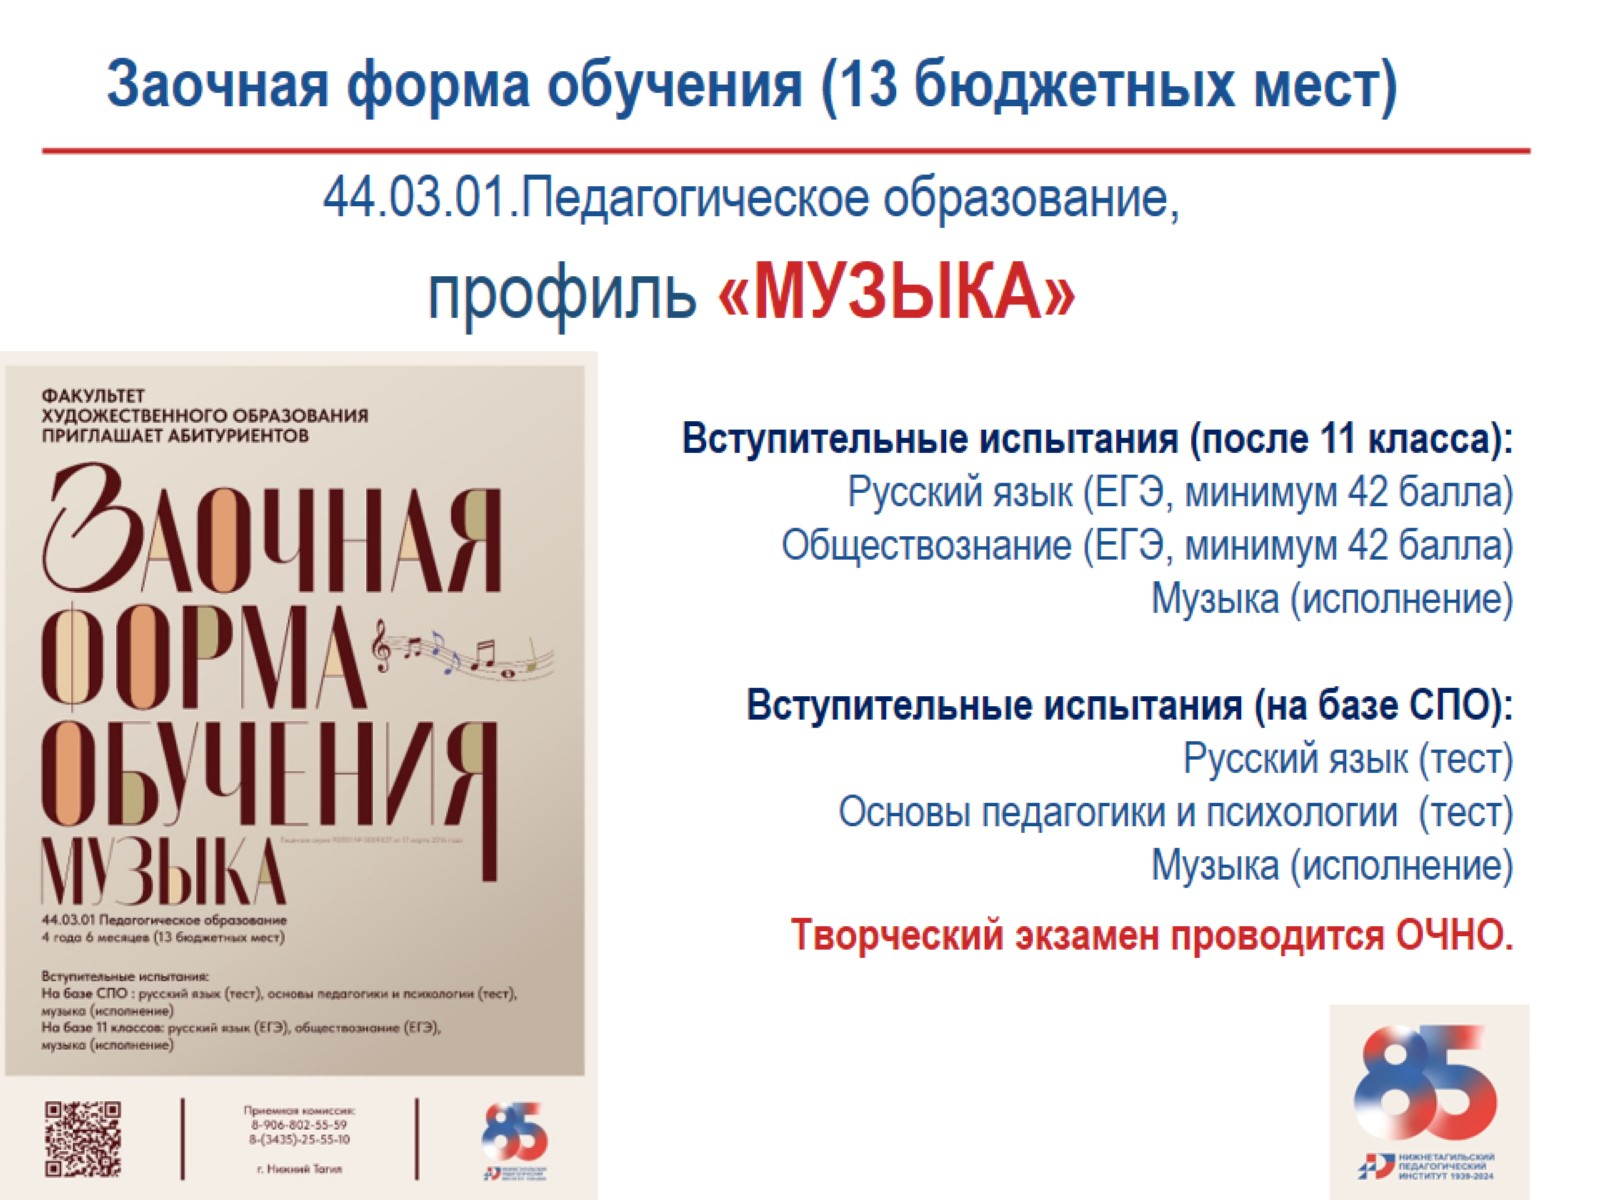 Заочная форма обучения (13 бюджетных мест)
44.03.01.Педагогическое образование,
профиль «МУЗЫКА»
ФАКУЛЬТЕТ
ХУДОЖЕСТВЕННОГО ОБРАЗОВАНИЯ
ПРИГЛАШАЕТ АБИТУРИЕНТОВ
ЗАОЧНАЯ
ФОРМА
ОБУЧЕНИЯ
МУЗЫКА
44.03.01 Педагогическое образование
4 года 6 месяцев (13 бюджетных мест)
Вступительные испытания:
На базе СПО : русский язык (тест), основы педагогики и психологии (тест),
музыка (исполнение)
На базе 11 классов: русский язык (ЕГЭ), обществознание (ЕГЭ),
музыка (исполнение)
Приемная комиссия:
8-906-802-55-59
8-(3435)-25-55-10
г. Нижний Тагил
85
Вступительные испытания (после 11 класса):
Русский язык (ЕГЭ, минимум 42 балла)
Обществознание (ЕГЭ, минимум 42 балла)
Музыка (исполнение)
Вступительные испытания (на базе СПО):
Русский язык (тест)
Основы педагогики и психологии (тест)
Музыка (исполнение)
Творческий экзамен проводится ОЧНО.
85
НИЖНЕТАГИЛЬСКИЙ
ПЕДАГОГИЧЕСКИЙ
ИНСТИТУТ 1939-2024